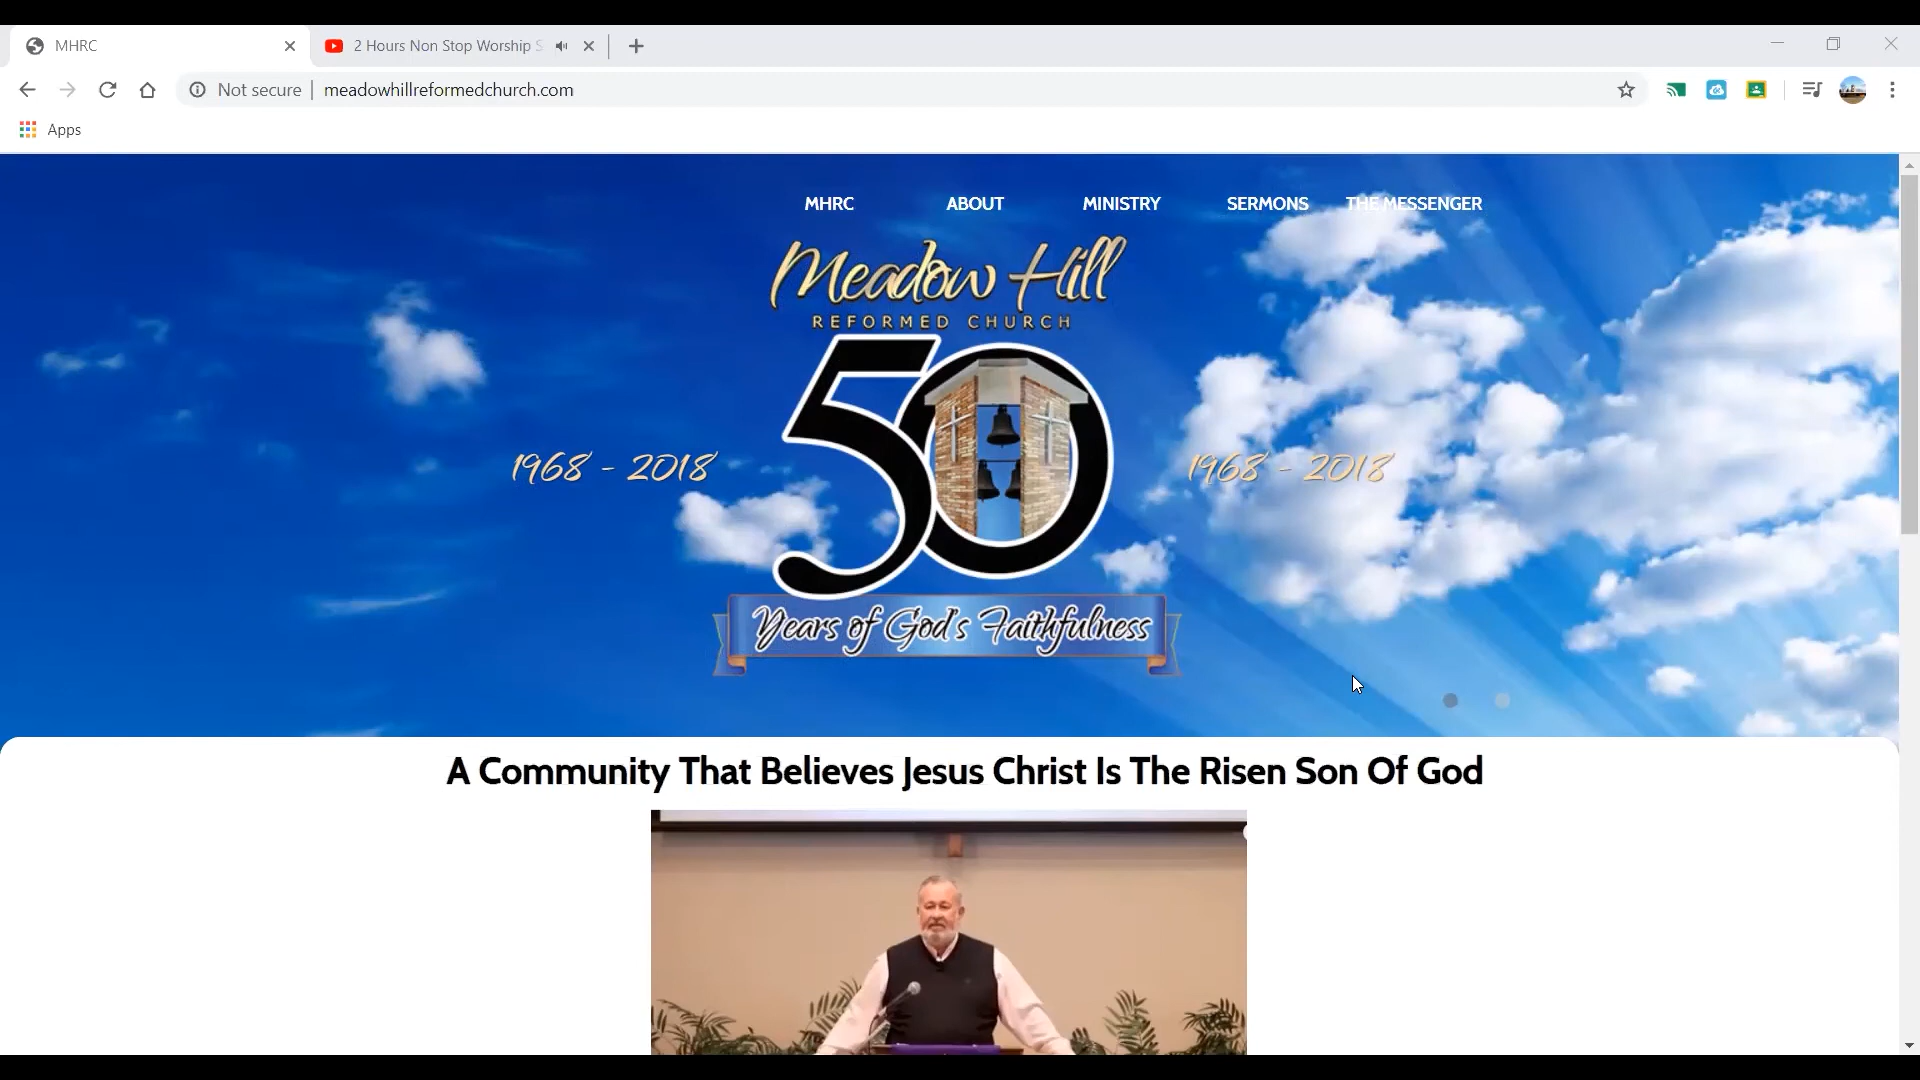 MHRC
2 Hours Non Stop Worship S
Not secure
meadowhillreformedchurch.com
Apps
MHRC ABOUT MINISTRY SERMONS THE MESSENGER
Meadow Hill
REFORMED CHURCH
50
1968 - 2018
1968 - 2018
Years of God's Faithfulness
A Community That Believes Jesus Christ Is The Risen Son Of God